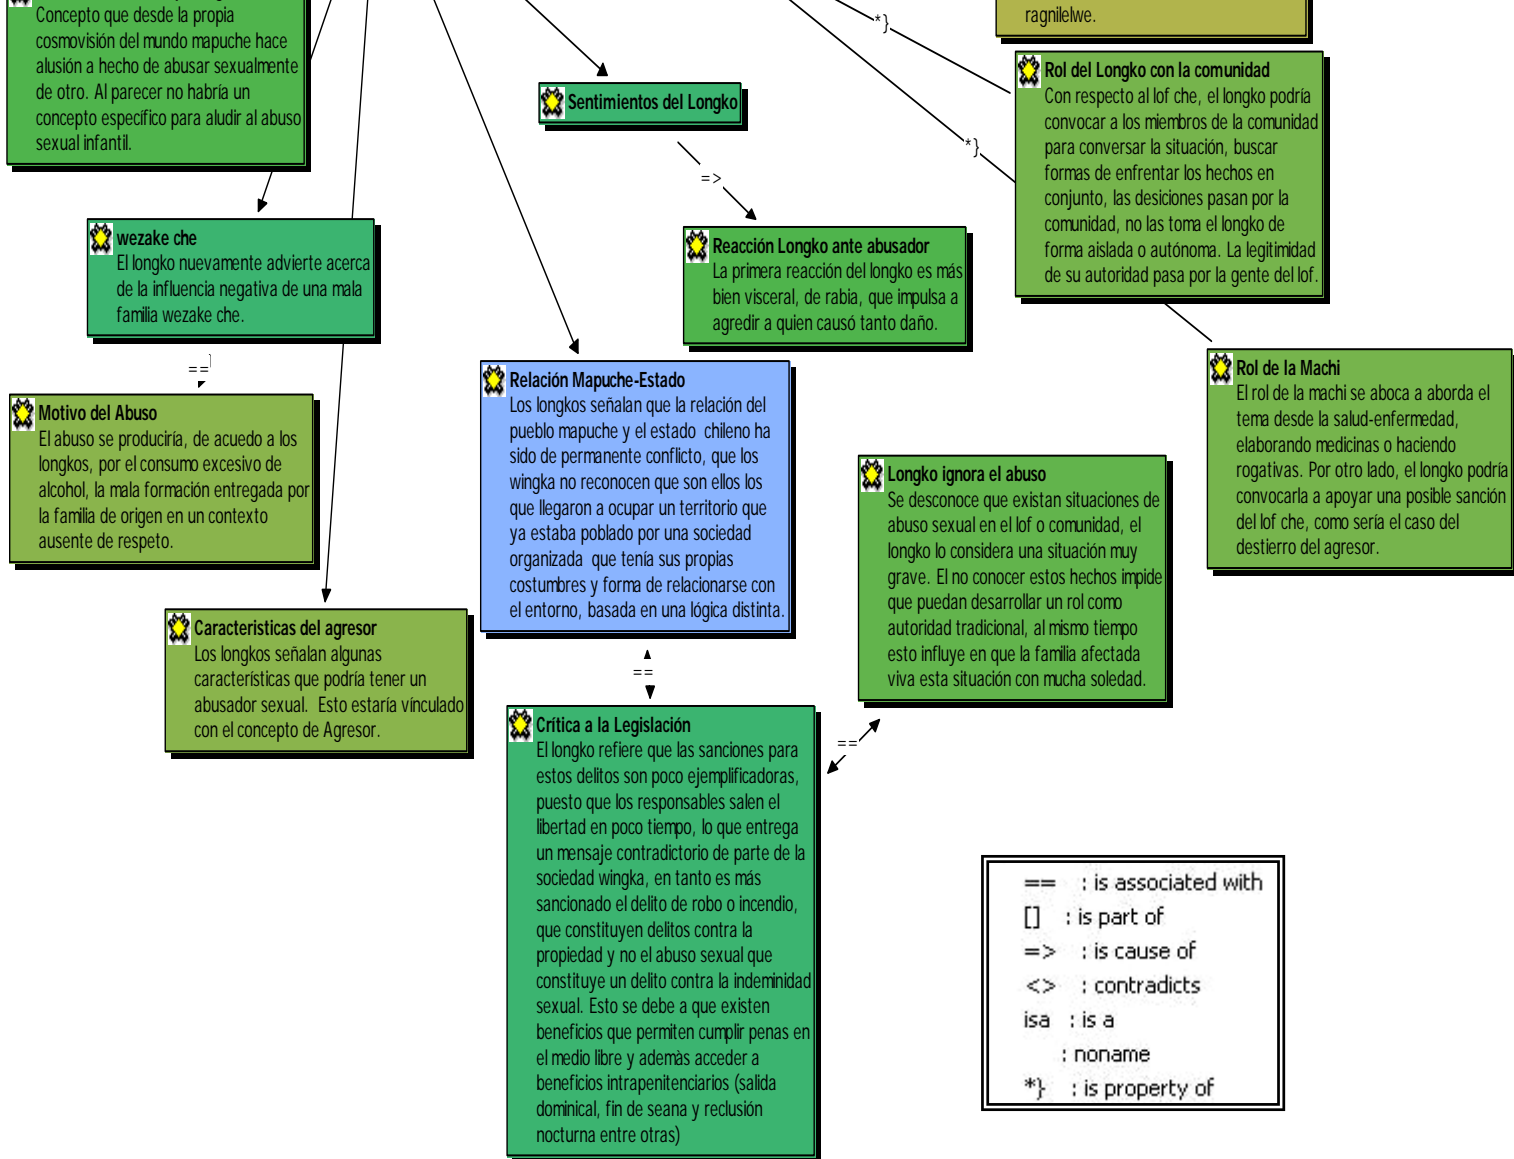 Concepto que desde la propia
cosmovisión del mundo mapuche hace
alusión a hecho de abusar sexualmente
de otro. Al parecer no habría un
concepto específico para aludir al abuso
sexual infantil.
ragnilelwe.
*}
*}
Sentimientos del Longko
=>
Rol del Longko con la comunidad
Con respecto al lof che, el longko podría
convocar a los miembros de la comunidad
para conversar la situación, buscar
formas de enfrentar los hechos en
conjunto, las desiciones pasan por la
comunidad, no las toma el longko de
forma aislada o autónoma. La legitimidad
de su autoridad pasa por la gente del lof.
wezake che
El longko nuevamente advierte acerca
de la influencia negativa de una mala
familia wezake che.
==
Reacción Longko ante abusador
La primera reacción del longko es más
bien visceral, de rabia, que impulsa a
agredir a quien causó tanto daño.
Motivo del Abuso
El abuso se produciría, de acuedo a los
longkos, por el consumo excesivo de
alcohol, la mala formación entregada por
la familia de origen en un contexto
ausente de respeto.
Relación Mapuche-Estado
Los longkos señalan que la relación del
pueblo mapuche y el estado chileno ha
sido de permanente conflicto, que los
wingka no reconocen que son ellos los
que llegaron a ocupar un territorio que
ya estaba poblado por una sociedad
organizada que tenía sus propias
costumbres y forma de relacionarse con
el entorno, basada en una lógica distinta.
Rol de la Machi
El rol de la machi se aboca a aborda el
tema desde la salud-enfermedad,
elaborando medicinas o haciendo
rogativas. Por otro lado, el longko podría
convocarla a apoyar una posible sanción
del lof che, como sería el caso del
destierro del agresor.
Longko ignora el abuso
Se desconoce que existan situaciones de
abuso sexual en el lof o comunidad, el
longko lo considera una situación muy
grave. El no conocer estos hechos impide
que puedan desarrollar un rol como
autoridad tradicional, al mismo tiempo
esto influye en que la familia afectada
viva esta situación con mucha soledad.
Caracteristicas del agresor
Los longkos señalan algunas
características que podría tener un
abusador sexual. Esto estaría vínculado
con el concepto de Agresor.
==
==
Crítica a la Legislación
El longko refiere que las sanciones para
estos delitos son poco ejemplificadoras,
puesto que los responsables salen el
libertad en poco tiempo, lo que entrega
un mensaje contradictorio de parte de la
sociedad wingka, en tanto es más
sancionado el delito de robo o incendio,
que constituyen delitos contra la
propiedad y no el abuso sexual que
constituye un delito contra la indeminidad
sexual. Esto se debe a que existen
beneficios que permiten cumplir penas en
el medio libre y ademàs acceder a
beneficios intrapenitenciarios (salida
dominical, fin de seana y reclusión
nocturna entre otras)
== : is associated with
[] : is part of
=> : is cause of
<> : contradicts
isa : is a
: noname
*} : is property of